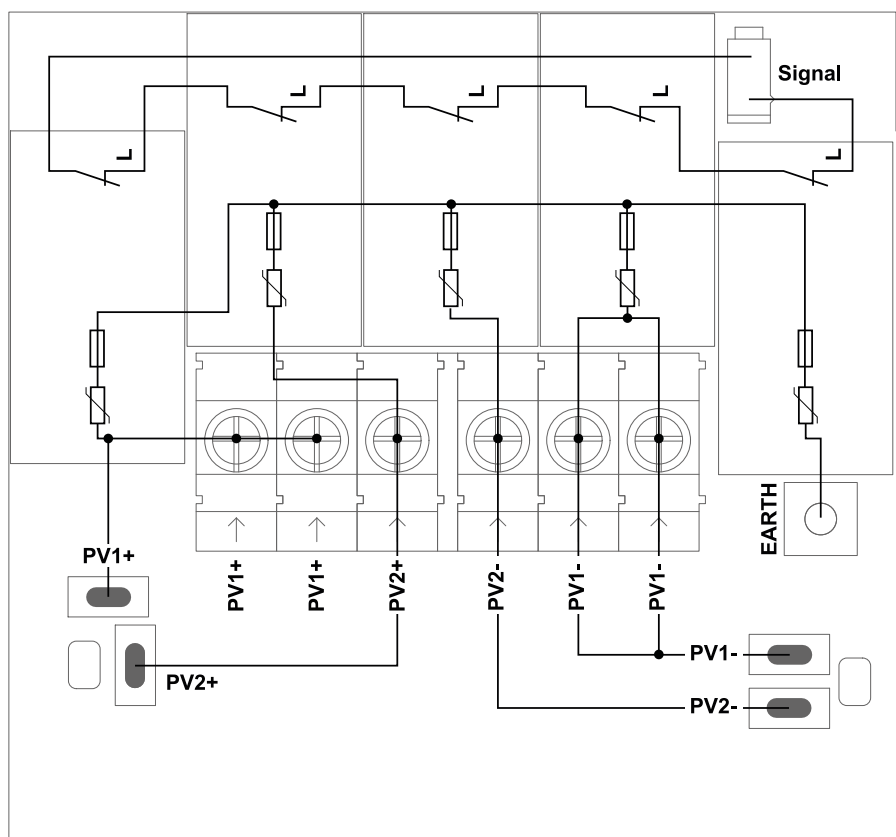 Signal
L
L
L
L
L
EARTH
PV1+
PV1+
PV1+
PV2+
PV2-
PV1-
PV1-
PV2+
PV1-
PV2-